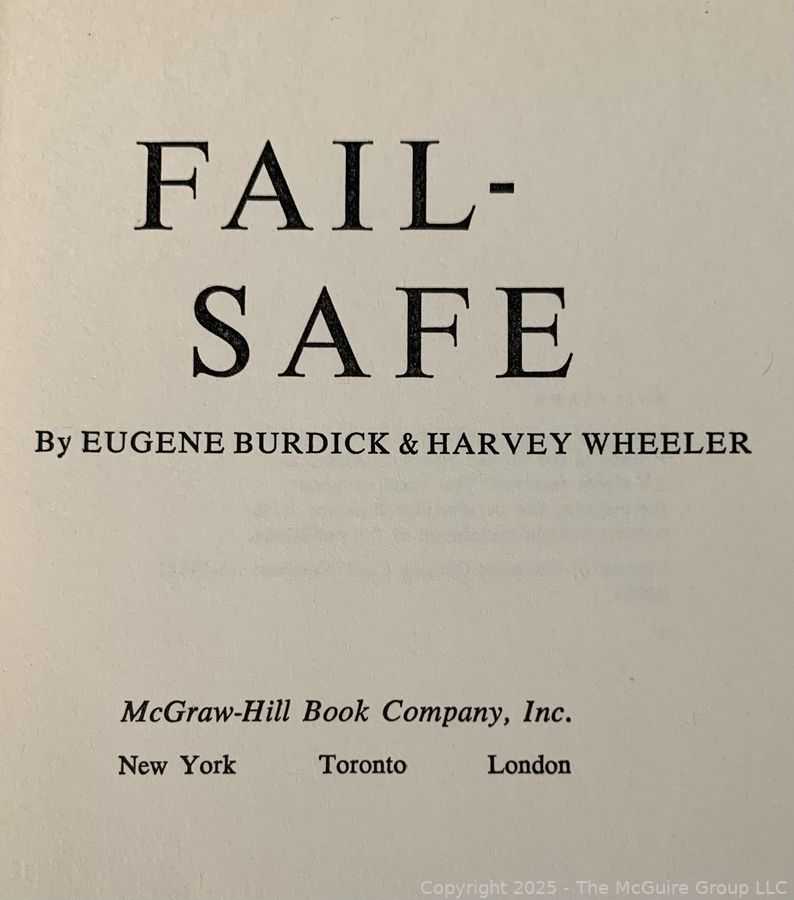 FAIL-
SAFE
By EUGENE BURDICK & HARVEY WHEELER
McGraw-Hill Book Company, Inc.
New York Toronto London
Copyright 2025 - The McGuire Group LLC